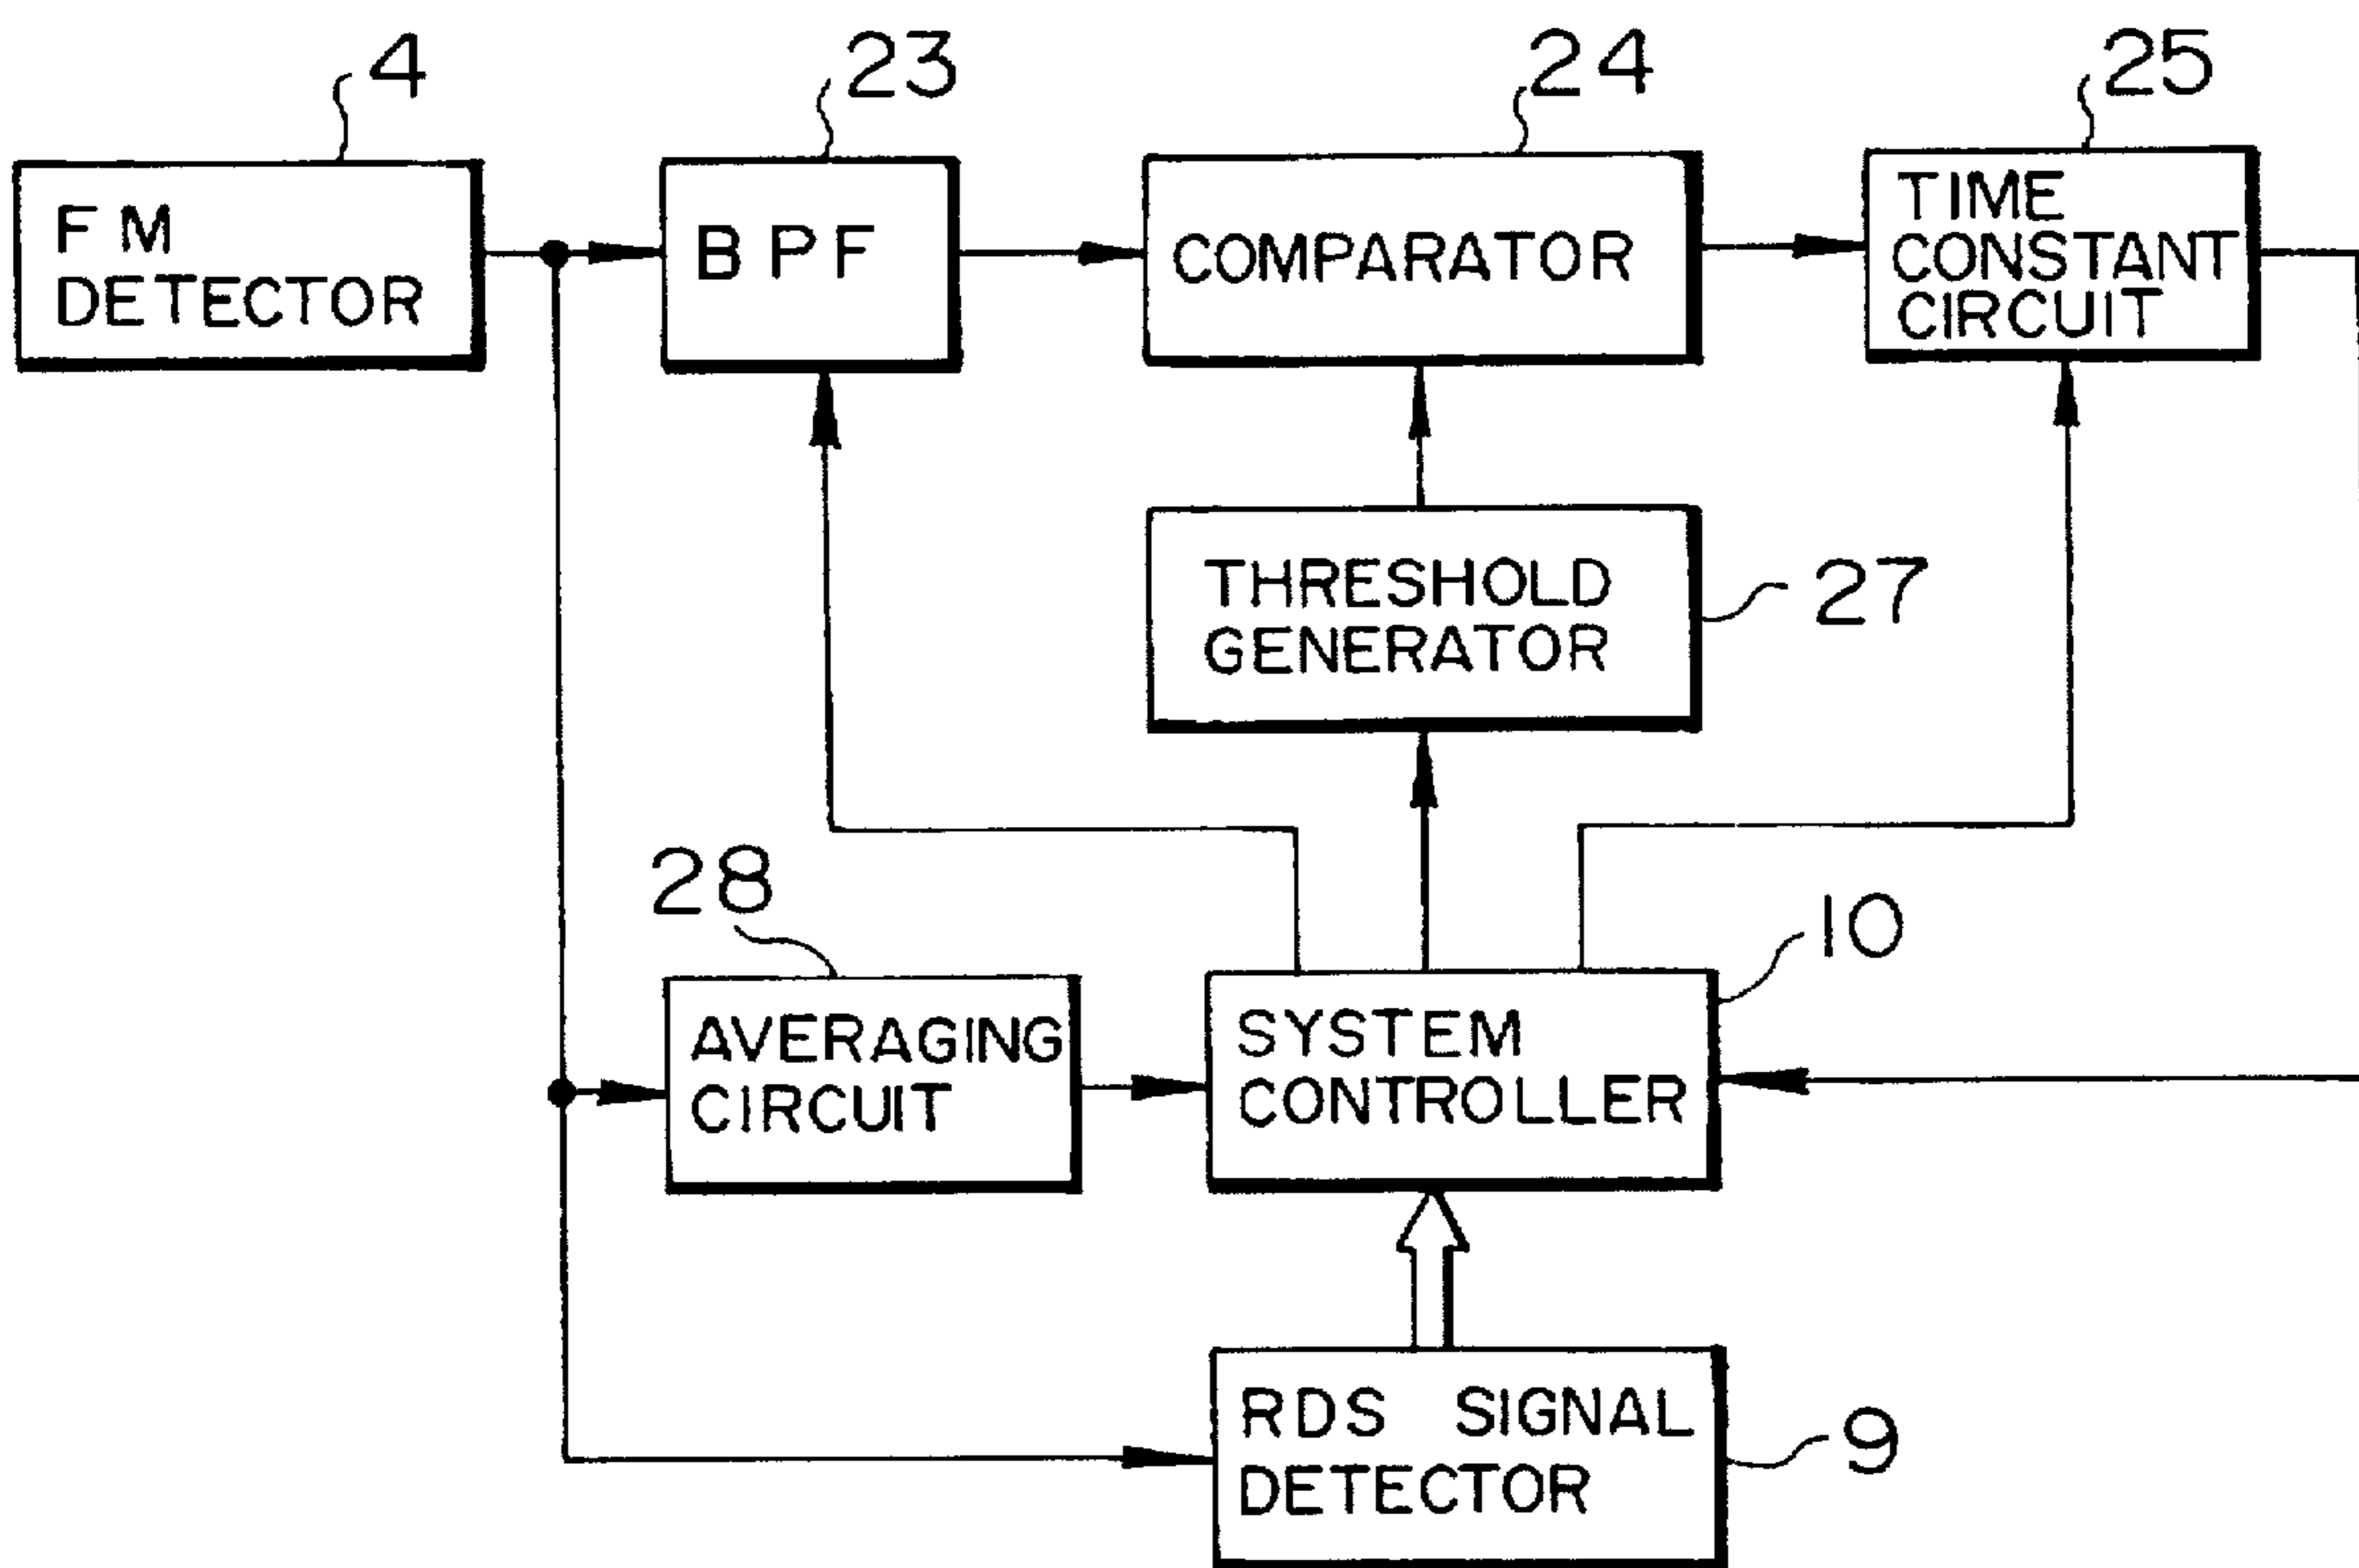 4
23
24
25
FM
DETECTOR
BPF
COMPARATOR
TIME
CONSTANT
CIRCUIT
THRESHOLD
GENERATOR
27
28
10
AVERAGING
CIRCUIT
SYSTEM
CONTROLLER
RDS SIGNAL
DETECTOR
9